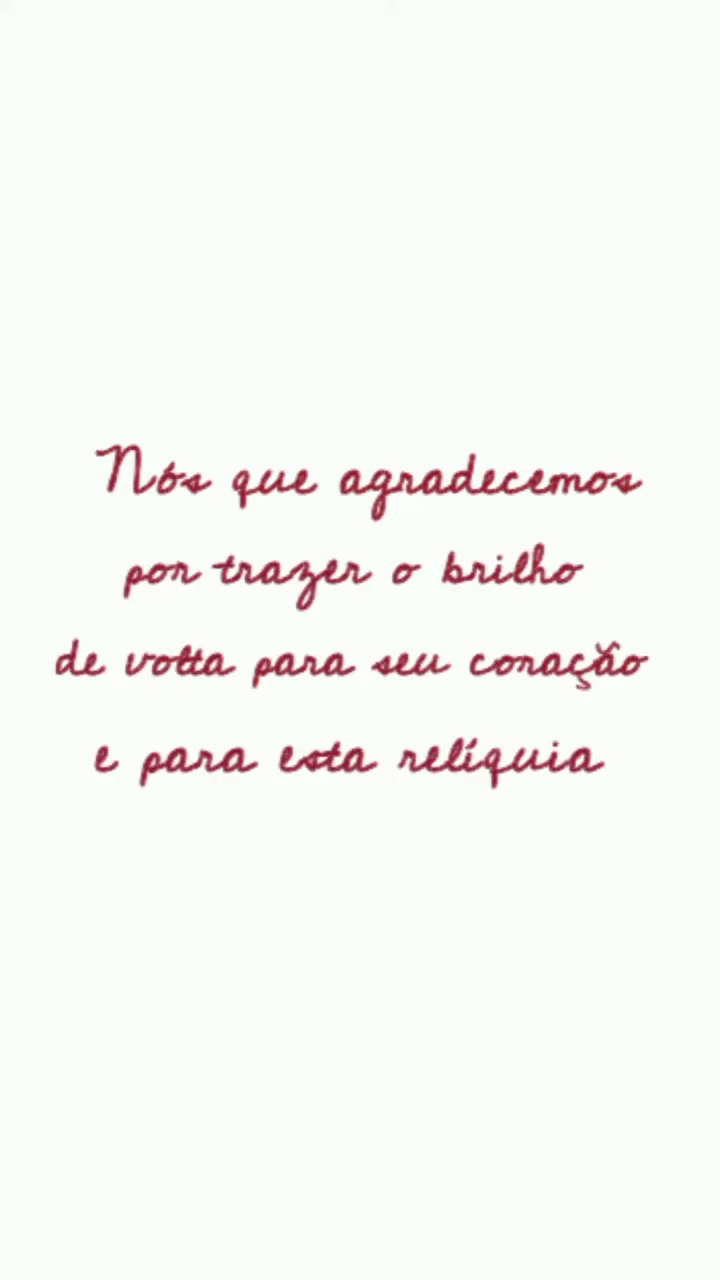 Nós que agradecemos
por trazer o brilho
de volta para seu coração
e para esta relíquia